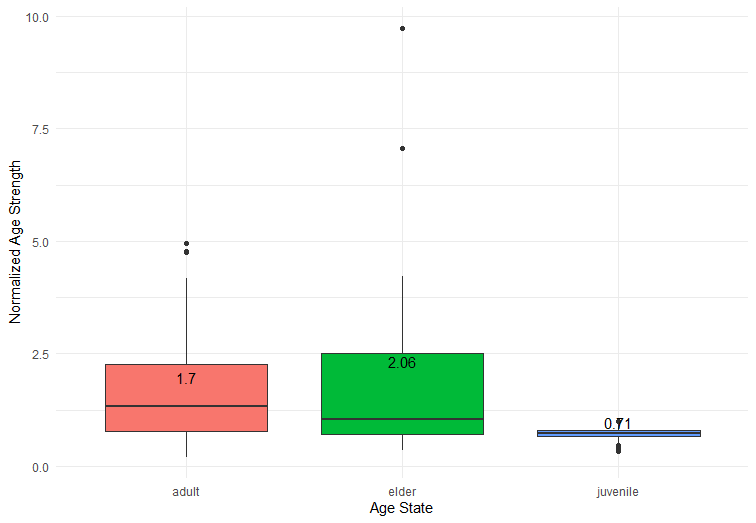 10.0
7.5
5.0
2.5
0.0
Normalized Age Strength
1.7
2.06
0.71
adult
elder
juvenile
Age State